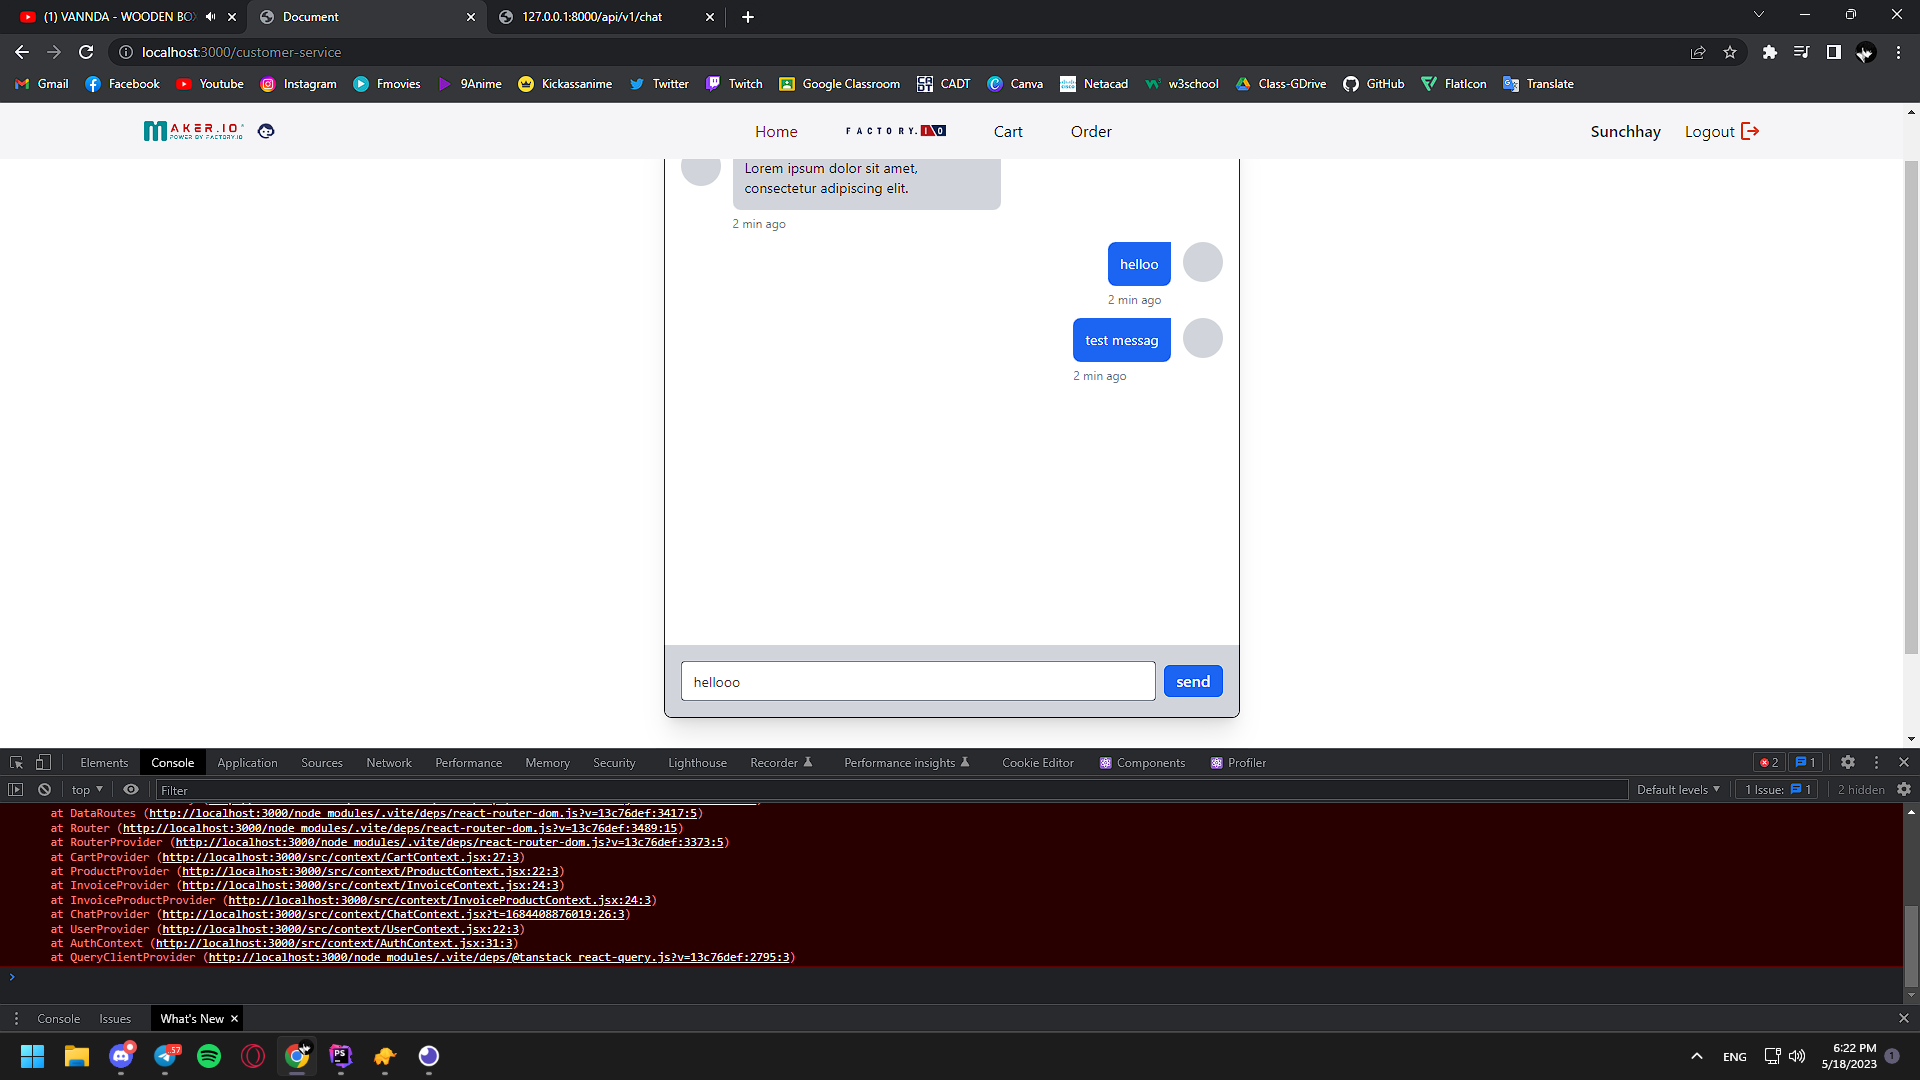 (1) VANNDA - WOODEN BO
Document
127.0.0.1:8000/api/v1/chat
localhost:3000/customer-service
Gmail Facebook Youtube Instagram Fmovies 9Anime Kickassanime Twitter Twitch Google Classroom CADT Canva Netacad w3school Class-GDrive GitHub FlatIcon Translate
MAKER.IO
POWER BY FACTORY.IO
Home FACTORY.I/O Cart Order Sunchhay Logout
Lorem ipsum dolor sit amet,
consectetur adipiscing elit.
2 min ago
helloo
2 min ago
test messag
2 min ago
hellooo send
Elements Console Application Sources Network Performance Memory Security Lighthouse Recorder Performance insights Cookie Editor Components Profiler 2 1
top Filter Default levels 1 Issue: 1 2 hidden
at DataRoutes (http://localhost:3000/node_modules/.vite/deps/react-router-dom.js?v=13c76def:3417:5)
at Router (http://localhost:3000/node_modules/.vite/deps/react-router-dom.js?v=13c76def:3489:15)
at RouterProvider (http://localhost:3000/node_modules/.vite/deps/react-router-dom.js?v=13c76def:3373:5)
at CartProvider (http://localhost:3000/src/context/CartContext.jsx:27:3)
at ProductProvider (http://localhost:3000/src/context/ProductContext.jsx:22:3)
at InvoiceProvider (http://localhost:3000/src/context/InvoiceContext.jsx:24:3)
at InvoiceProductProvider (http://localhost:3000/src/context/InvoiceProductContext.jsx:24:3)
at ChatProvider (http://localhost:3000/src/context/ChatContext.jsx?t=1684408876019:26:3)
at UserProvider (http://localhost:3000/src/context/UserContext.jsx:22:3)
at AuthContext (http://localhost:3000/src/context/AuthContext.jsx:31:3)
at QueryClientProvider (http://localhost:3000/node_modules/.vite/deps/@tanstack_react-query.js?v=13c76def:2795:3)
Console Issues What's New
57 PS ENG 6:22 PM
5/18/2023 1